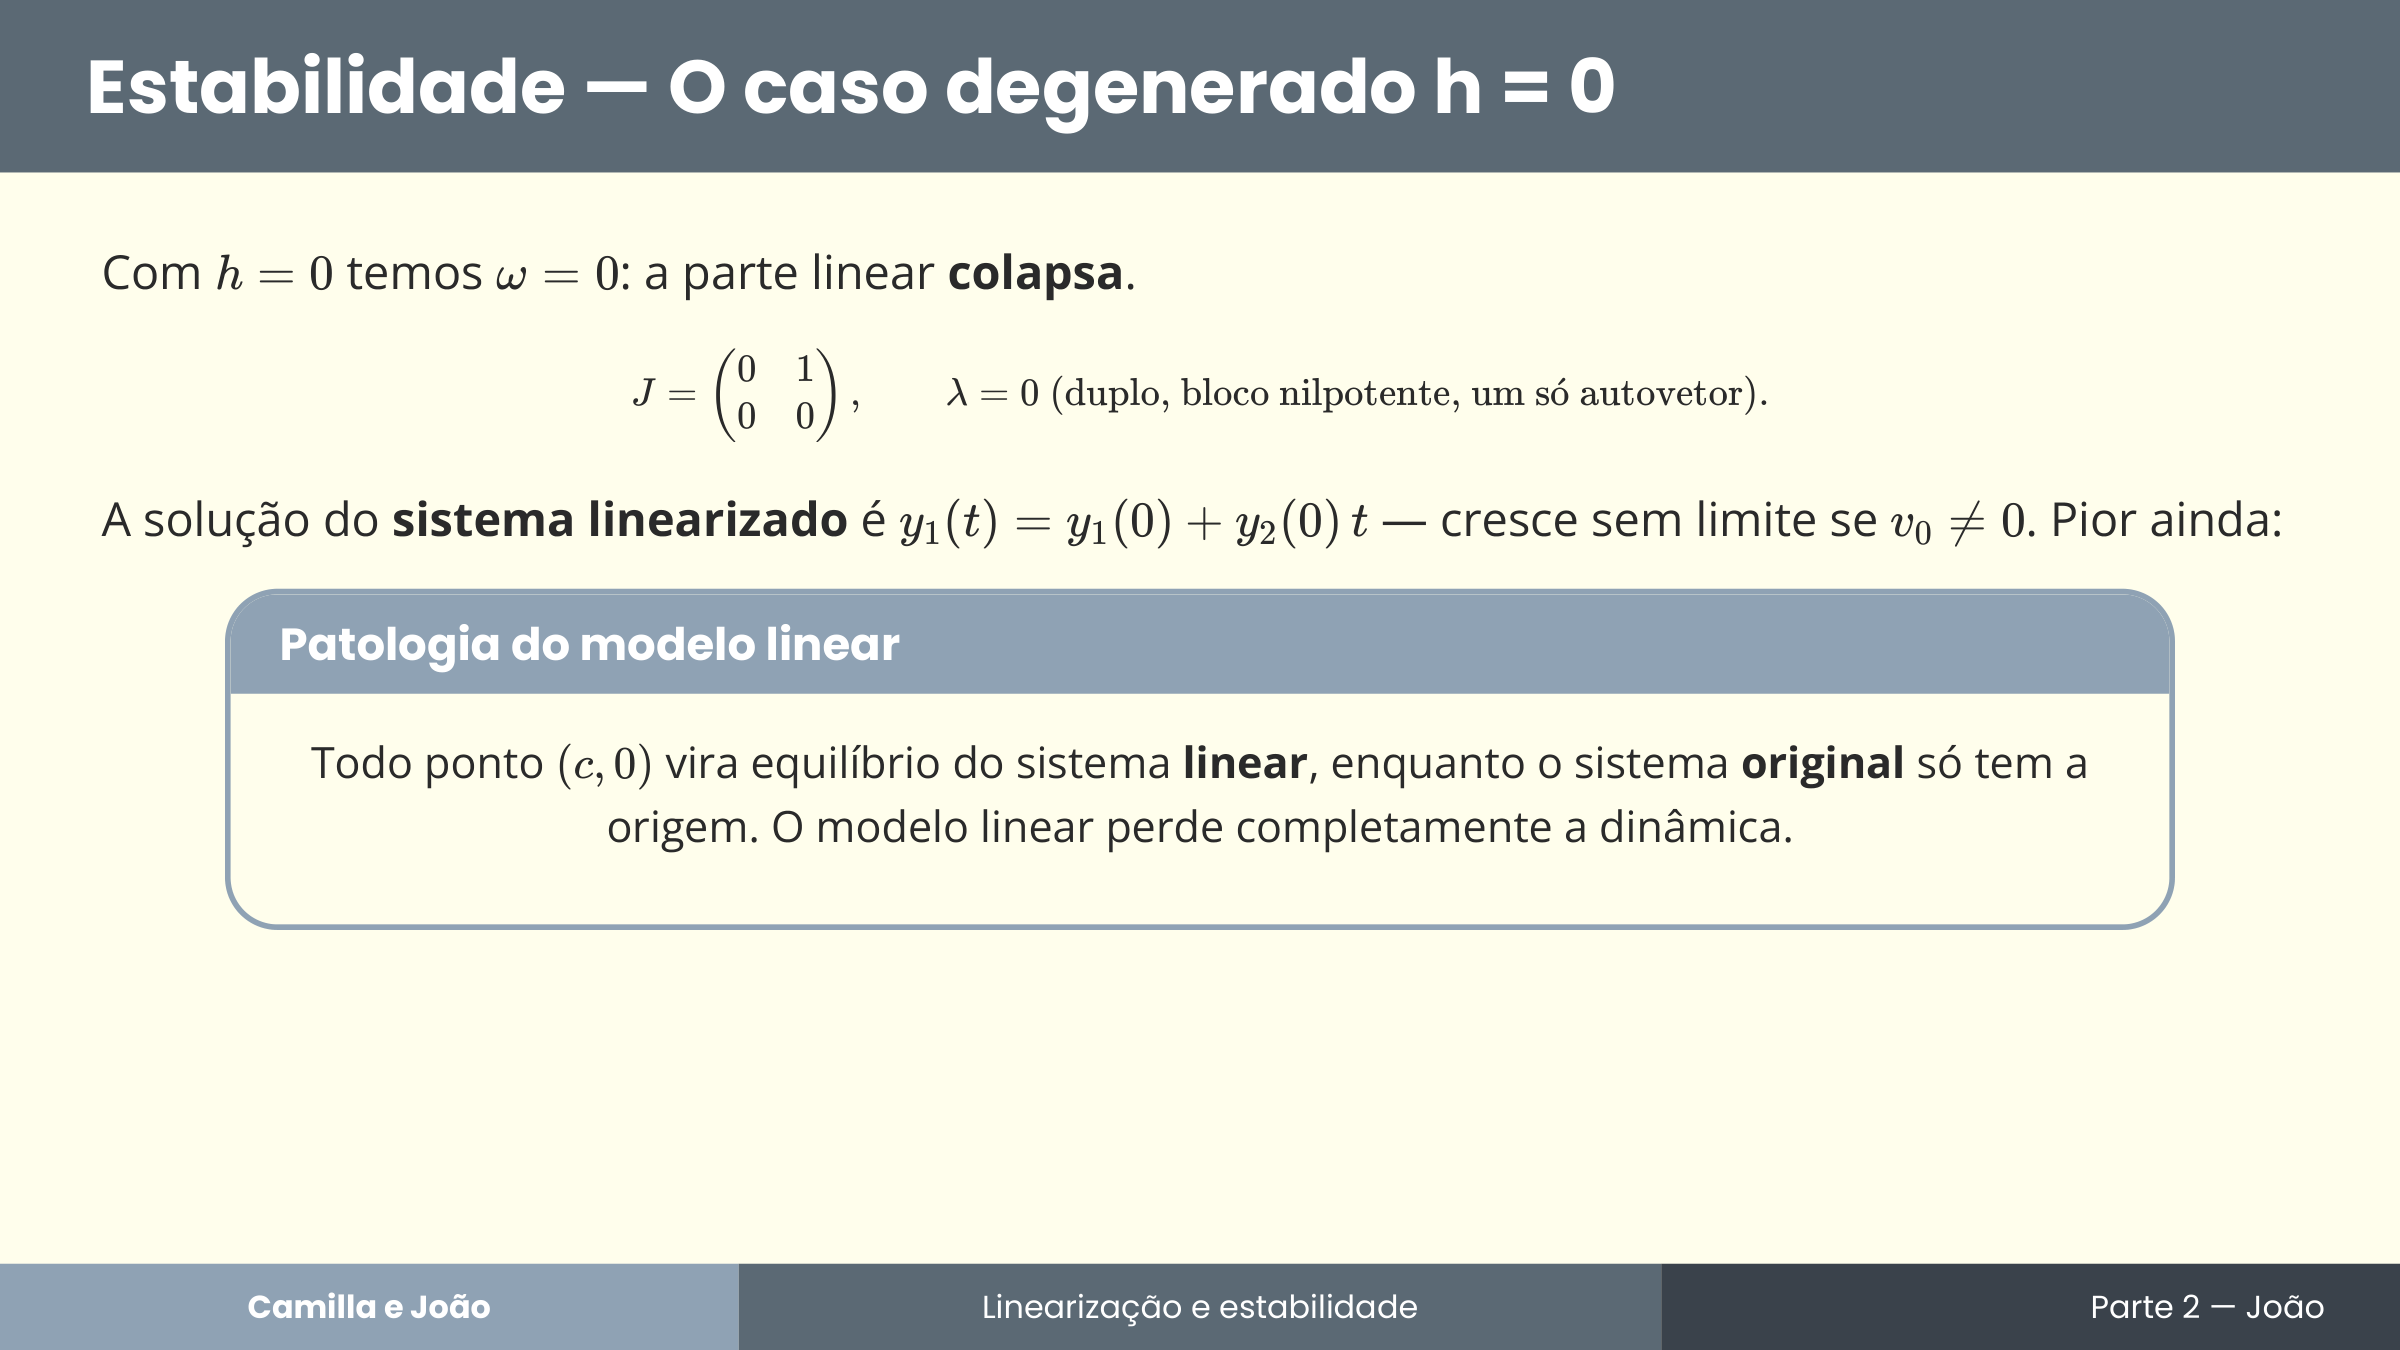 Estabilidade — O caso degenerado h = 0
Com h = 0 temos ω = 0: a parte linear colapsa.
J = (0 1; 0 0), λ = 0 (duplo, bloco nilpotente, um só autovetor).
A solução do sistema linearizado é y₁(t) = y₁(0) + y₂(0) t — cresce sem limite se v₀ ≠ 0. Pior ainda:
Patologia do modelo linear
Todo ponto (c, 0) vira equilíbrio do sistema linear, enquanto o sistema original só tem a
origem. O modelo linear perde completamente a dinâmica.
Camilla e João
Linearização e estabilidade
Parte 2 — João